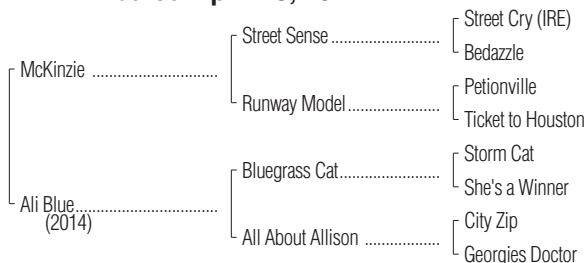 Street Cry (IRE)
Street Sense ........................
Bedazzle
McKinzie ................................
Petionville
Runway Model.......................
Ticket to Houston
Storm Cat
Bluegrass Cat.........................
She's a Winner
Ali Blue.....................................
(2014)
City Zip
All About Allison ...................
Georgies Doctor